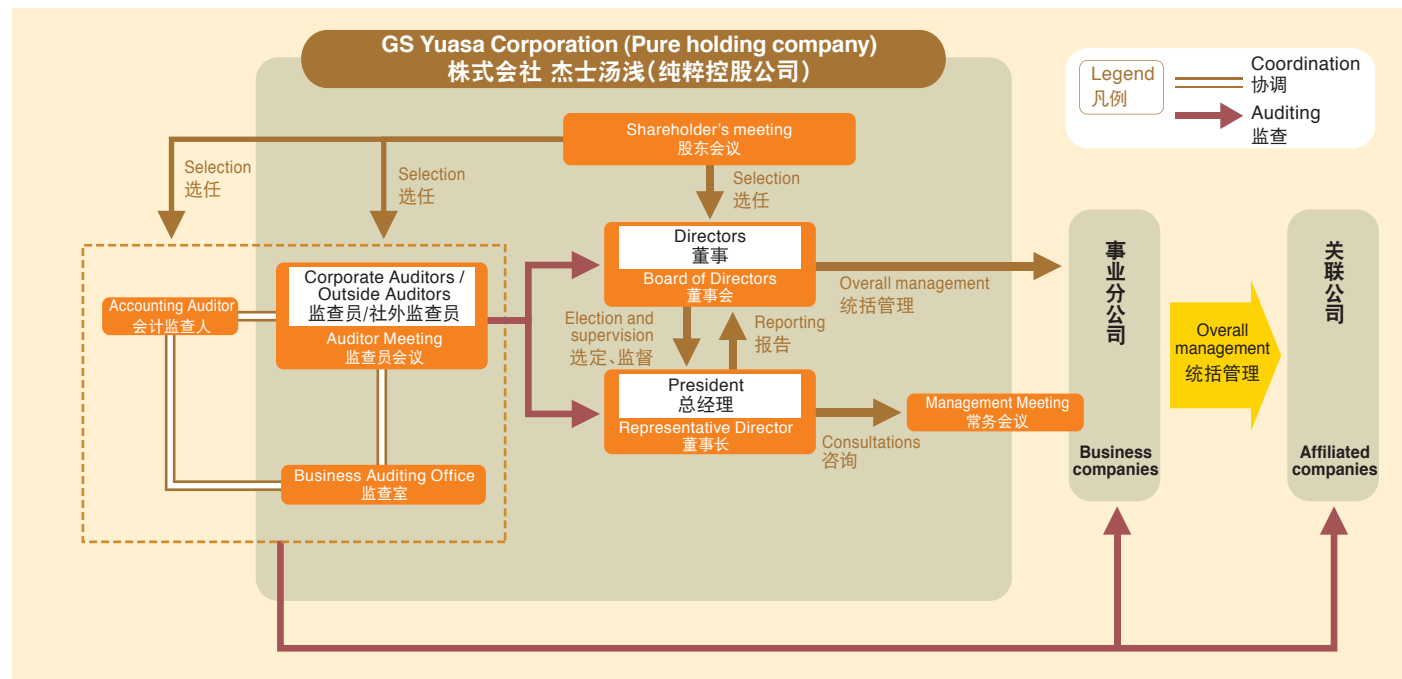 GS Yuasa Corporation (Pure holding company)
株式会社 杰士汤浅(纯粹控股公司)
Legend
凡例
Coordination
协调
Auditing
监查
Shareholder's meeting
股东会议
Selection
选任
Selection
选任
Selection
选任
Directors
董事
Board of Directors
董事会
Corporate Auditors /
Outside Auditors
监查员/社外监查员
Auditor Meeting
监查员会议
Accounting Auditor
会计监查人
Business Auditing Office
监查室
Election and
supervision
选定、监督
Reporting
报告
Overall management
统括管理
President
总经理
Representative Director
董事长
Consultations
咨询
Management Meeting
常务会议
事业分公司
Business
companies
Overall
management
统括管理
关联公司
Affiliated
companies